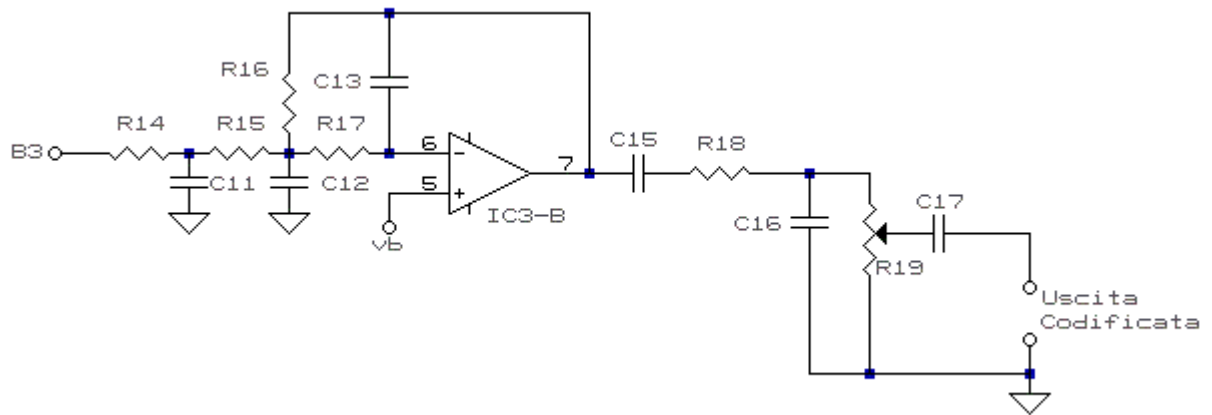 R16
C13
R14
R15
R17
B3
6
5
7
C15
R18
C11
C12
IC3-B
Vb
C16
C17
R19
Uscita
Codificata